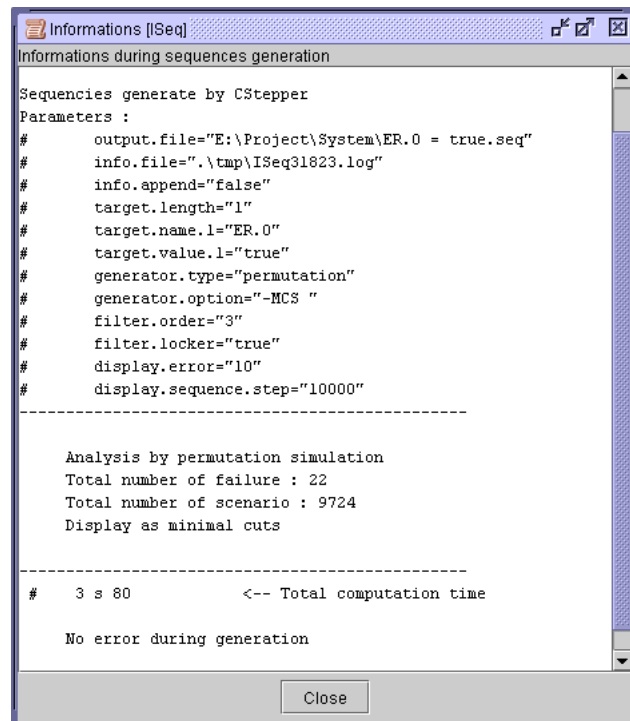 Informations [ISeq]
Informations during sequences generation
Sequencies generate by CStepper
Parameters :
# output.file="E:\Project\System\ER.O = true.seq"
# info.file=".\tmp\ISeq31823.log"
# info.append="false"
# target.length="1"
# target.name.1="ER.O"
# target.value.1="true"
# generator.type="permutation"
# generator.option="-MCS "
# filter.order="3"
# filter.locker="true"
# display.error="10"
# display.sequence.step="10000"
------------------------------------------------
Analysis by permutation simulation
Total number of failure : 22
Total number of scenario : 9724
Display as minimal cuts
------------------------------------------------
# 3 s 80 <-- Total computation time
No error during generation
Close